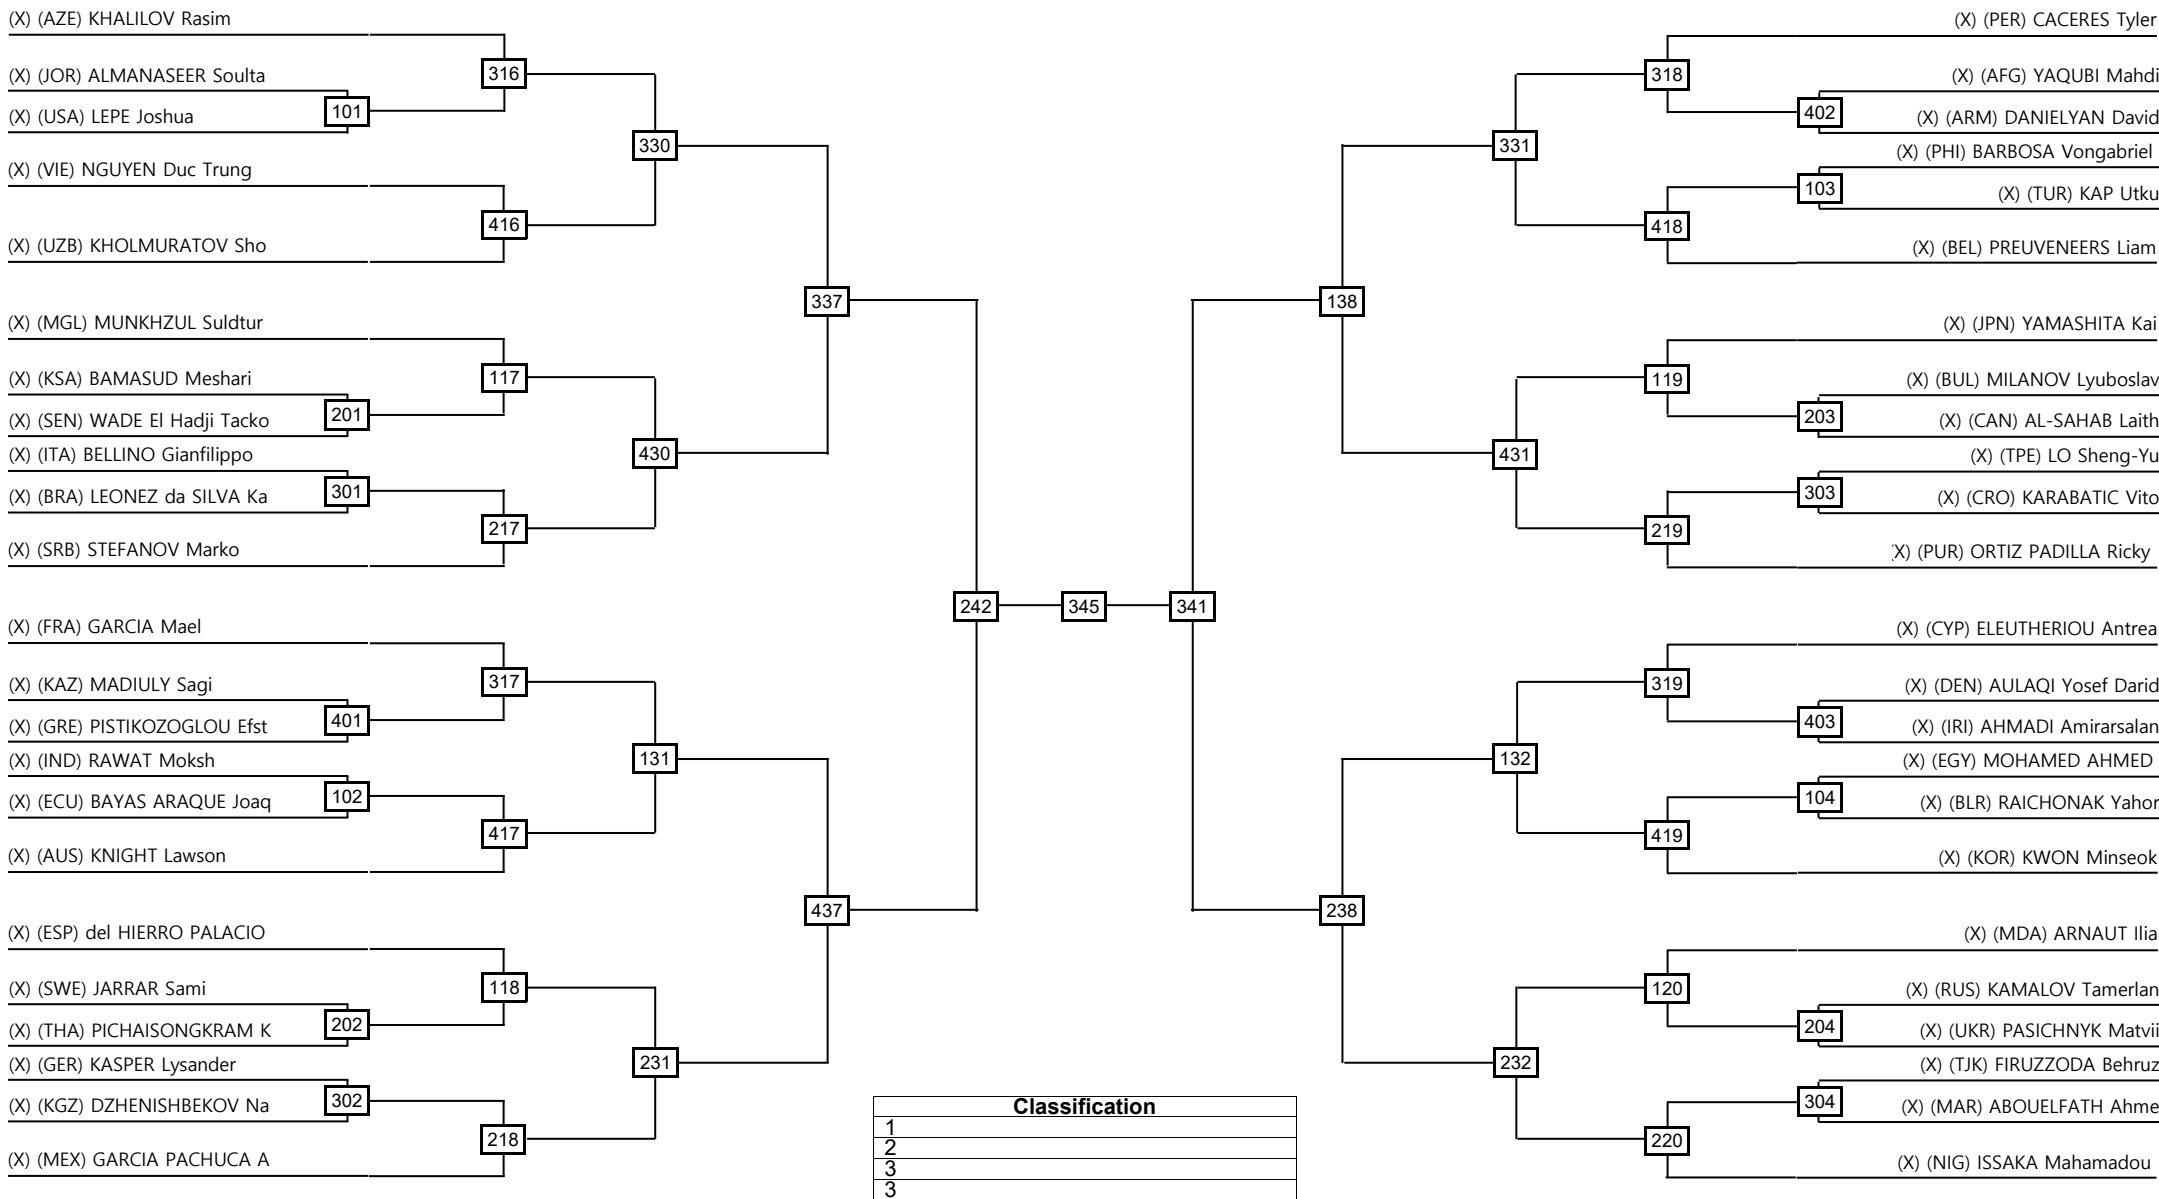 (X) (AZE) KHALILOV Rasim
(X) (JOR) ALMANASEER Soulta
(X) (USA) LEPE Joshua
(X) (VIE) NGUYEN Duc Trung
(X) (UZB) KHOLMURATOV Sho
(X) (MGL) MUNKHZUL Suldtur
(X) (KSA) BAMASUD Meshari
(X) (SEN) WADE El Hadji Tacko
(X) (ITA) BELLINO Gianfilippo
(X) (BRA) LEONEZ da SILVA Ka
(X) (SRB) STEFANOV Marko
(X) (FRA) GARCIA Mael
(X) (KAZ) MADIULY Sagi
(X) (GRE) PISTIKOZOGLOU Efst
(X) (IND) RAWAT Moksh
(X) (ECU) BAYAS ARAQUE Joaq
(X) (AUS) KNIGHT Lawson
(X) (ESP) del HIERRO PALACIO
(X) (SWE) JARRAR Sami
(X) (THA) PICHAISONGKRAM K
(X) (GER) KASPER Lysander
(X) (KGZ) DZHENISHBEKOV Na
(X) (MEX) GARCIA PACHUCA A
101
201
301
401
102
202
302
316
416
117
217
317
417
118
218
330
430
131
231
337
437
242
345
341
138
238
331
431
132
232
318
418
119
219
319
419
120
220
402
103
203
303
403
104
204
304
(X) (PER) CACERES Tyler
(X) (AFG) YAQUBI Mahdi
(X) (ARM) DANIELYAN David
(X) (PHI) BARBOSA Vongabriel
(X) (TUR) KAP Utku
(X) (BEL) PREUVENEERS Liam
(X) (JPN) YAMASHITA Kai
(X) (BUL) MILANOV Lyuboslav
(X) (CAN) AL-SAHAB Laith
(X) (TPE) LO Sheng-Yu
(X) (CRO) KARABATIC Vito
(X) (PUR) ORTIZ PADILLA Ricky
(X) (CYP) ELEUTHERIOU Antrea
(X) (DEN) AULAQI Yosef Darid
(X) (IRI) AHMADI Amirarsalan
(X) (EGY) MOHAMED AHMED
(X) (BLR) RAICHONAK Yahor
(X) (KOR) KWON Minseok
(X) (MDA) ARNAUT Ilia
(X) (RUS) KAMALOV Tamerlan
(X) (UKR) PASICHNYK Matvii
(X) (TJK) FIRUZZODA Behruz
(X) (MAR) ABOUELFATH Ahme
(X) (NIG) ISSAKA Mahamadou
Classification
1
2
3
3